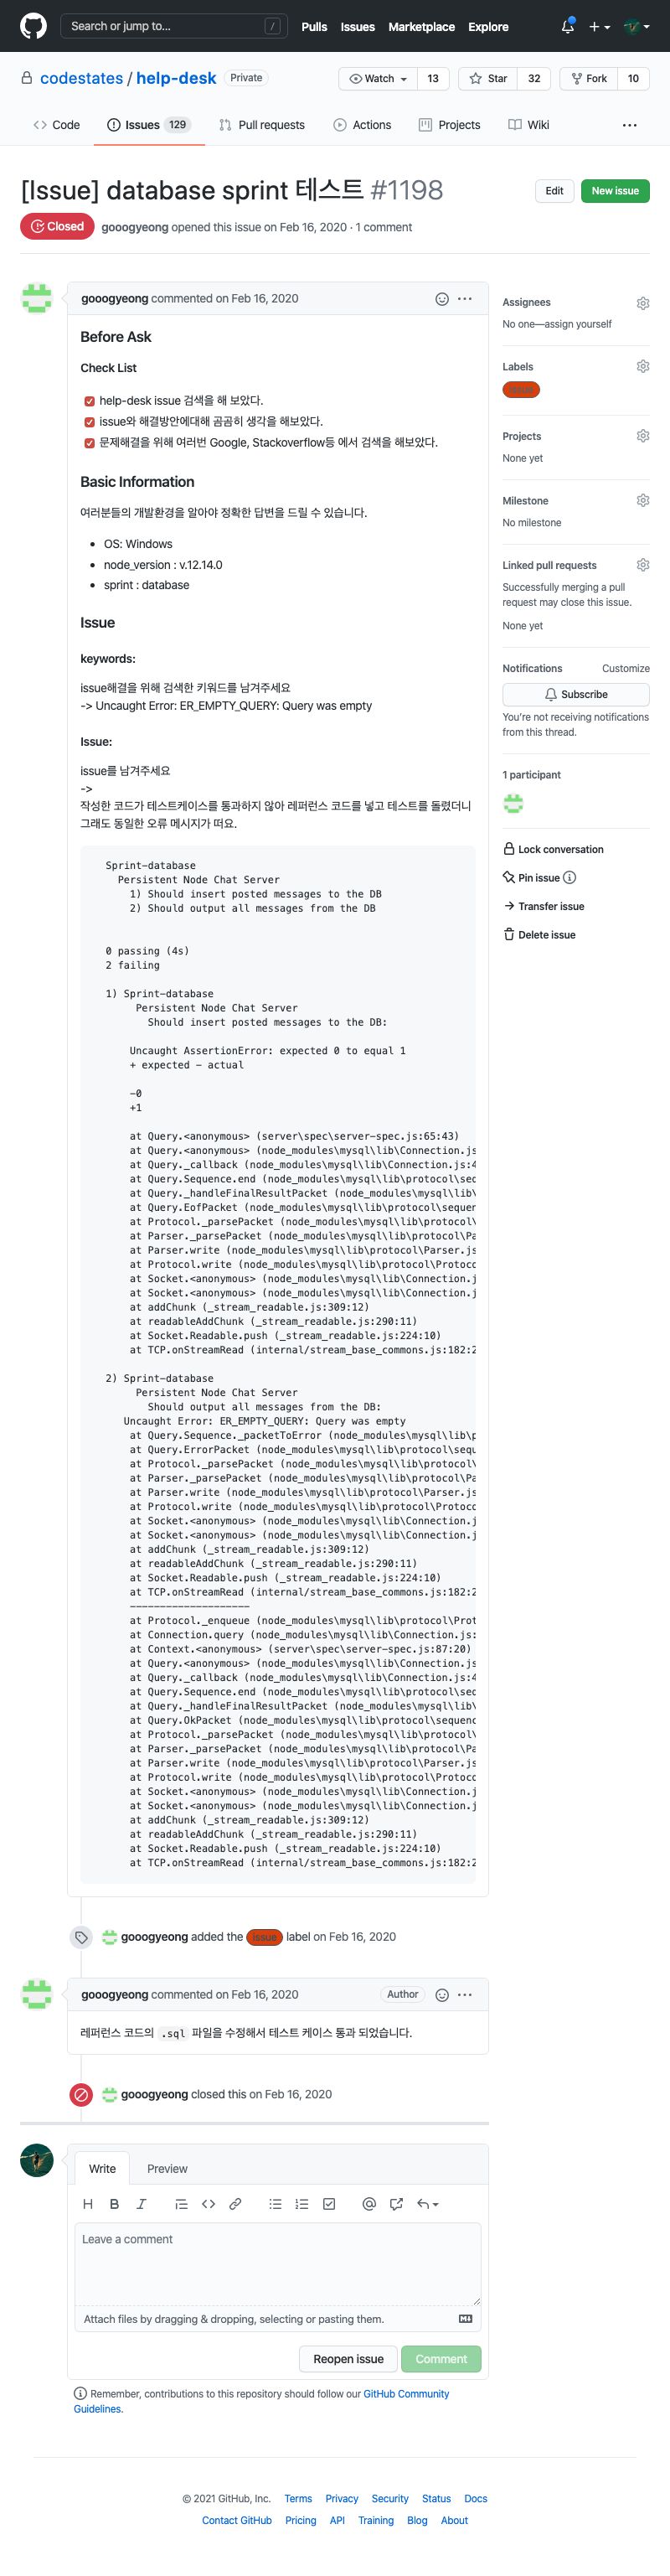 Search or jump to...
/
Pulls Issues Marketplace Explore
codestates / help-desk Private
Watch 13 Star 32 Fork 10
Code Issues 129 Pull requests Actions Projects Wiki
[Issue] database sprint 테스트 #1198
Edit New issue
Closed gooogyeong opened this issue on Feb 16, 2020 · 1 comment
gooogyeong commented on Feb 16, 2020
Before Ask
Check List
help-desk issue 검색을 해 보았다.
issue와 해결방안에대해 곰곰히 생각을 해보았다.
문제해결을 위해 여러번 Google, Stackoverflow등 에서 검색을 해보았다.
Basic Information
여러분들의 개발환경을 알아야 정확한 답변을 드릴 수 있습니다.
• OS: Windows
• node_version : v.12.14.0
• sprint : database
Issue
keywords:
issue해결을 위해 검색한 키워드를 남겨주세요
-> Uncaught Error: ER_EMPTY_QUERY: Query was empty
Issue:
issue를 남겨주세요
->
작성한 코드가 테스트케이스를 통과하지 않아 레퍼런스 코드를 넣고 테스트를 돌렸더니
그래도 동일한 오류 메시지가 떠요.
Sprint-database
Persistent Node Chat Server
1) Should insert posted messages to the DB
2) Should output all messages from the DB
0 passing (4s)
2 failing
1) Sprint-database
Persistent Node Chat Server
Should insert posted messages to the DB:
Uncaught AssertionError: expected 0 to equal 1
+ expected - actual
-0
+1
at Query.<anonymous> (server\spec\server-spec.js:65:43)
at Query.<anonymous> (node_modules\mysql\lib\Connection.js
at Query._callback (node_modules\mysql\lib\Connection.js:4
at Query.Sequence.end (node_modules\mysql\lib\protocol\seq
at Query._handleFinalResultPacket (node_modules\mysql\lib\
at Query.EofPacket (node_modules\mysql\lib\protocol\sequen
at Protocol._parsePacket (node_modules\mysql\lib\protocol\
at Parser._parsePacket (node_modules\mysql\lib\protocol\Pa
at Parser.write (node_modules\mysql\lib\protocol\Parser.js
at Protocol.write (node_modules\mysql\lib\protocol\Protoco
at Socket.<anonymous> (node_modules\mysql\lib\Connection.j
at Socket.<anonymous> (node_modules\mysql\lib\Connection.j
at addChunk (_stream_readable.js:309:12)
at readableAddChunk (_stream_readable.js:290:11)
at Socket.Readable.push (_stream_readable.js:224:10)
at TCP.onStreamRead (internal/stream_base_commons.js:182:2
2) Sprint-database
Persistent Node Chat Server
Should output all messages from the DB:
Uncaught Error: ER_EMPTY_QUERY: Query was empty
at Query.Sequence._packetToError (node_modules\mysql\lib\p
at Query.ErrorPacket (node_modules\mysql\lib\protocol\sequ
at Protocol._parsePacket (node_modules\mysql\lib\protocol\
at Parser._parsePacket (node_modules\mysql\lib\protocol\Pa
at Parser.write (node_modules\mysql\lib\protocol\Parser.js
at Protocol.write (node_modules\mysql\lib\protocol\Protoco
at Socket.<anonymous> (node_modules\mysql\lib\Connection.j
at Socket.<anonymous> (node_modules\mysql\lib\Connection.j
at addChunk (_stream_readable.js:309:12)
at readableAddChunk (_stream_readable.js:290:11)
at Socket.Readable.push (_stream_readable.js:224:10)
at TCP.onStreamRead (internal/stream_base_commons.js:182:2
--------------------
at Protocol._enqueue (node_modules\mysql\lib\protocol\Prot
at Connection.query (node_modules\mysql\lib\Connection.js:
at Context.<anonymous> (server\spec\server-spec.js:87:20)
at Query.<anonymous> (node_modules\mysql\lib\Connection.js
at Query._callback (node_modules\mysql\lib\Connection.js:4
at Query.Sequence.end (node_modules\mysql\lib\protocol\seq
at Query._handleFinalResultPacket (node_modules\mysql\lib\
at Query.OkPacket (node_modules\mysql\lib\protocol\sequenc
at Protocol._parsePacket (node_modules\mysql\lib\protocol\
at Parser._parsePacket (node_modules\mysql\lib\protocol\Pa
at Parser.write (node_modules\mysql\lib\protocol\Parser.js
at Protocol.write (node_modules\mysql\lib\protocol\Protoco
at Socket.<anonymous> (node_modules\mysql\lib\Connection.j
at Socket.<anonymous> (node_modules\mysql\lib\Connection.j
at addChunk (_stream_readable.js:309:12)
at readableAddChunk (_stream_readable.js:290:11)
at Socket.Readable.push (_stream_readable.js:224:10)
at TCP.onStreamRead (internal/stream_base_commons.js:182:2
gooogyeong added the issue label on Feb 16, 2020
gooogyeong commented on Feb 16, 2020 Author
레퍼런스 코드의 .sql 파일을 수정해서 테스트 케이스 통과 되었습니다.
gooogyeong closed this on Feb 16, 2020
Write Preview
Leave a comment
Attach files by dragging & dropping, selecting or pasting them.
Reopen issue Comment
Remember, contributions to this repository should follow our GitHub Community
Guidelines.
Assignees
No one—assign yourself
Labels
issue
Projects
None yet
Milestone
No milestone
Linked pull requests
Successfully merging a pull
request may close this issue.
None yet
Notifications Customize
Subscribe
You're not receiving notifications
from this thread.
1 participant
Lock conversation
Pin issue
Transfer issue
Delete issue
© 2021 GitHub, Inc. Terms Privacy Security Status Docs
Contact GitHub Pricing API Training Blog About